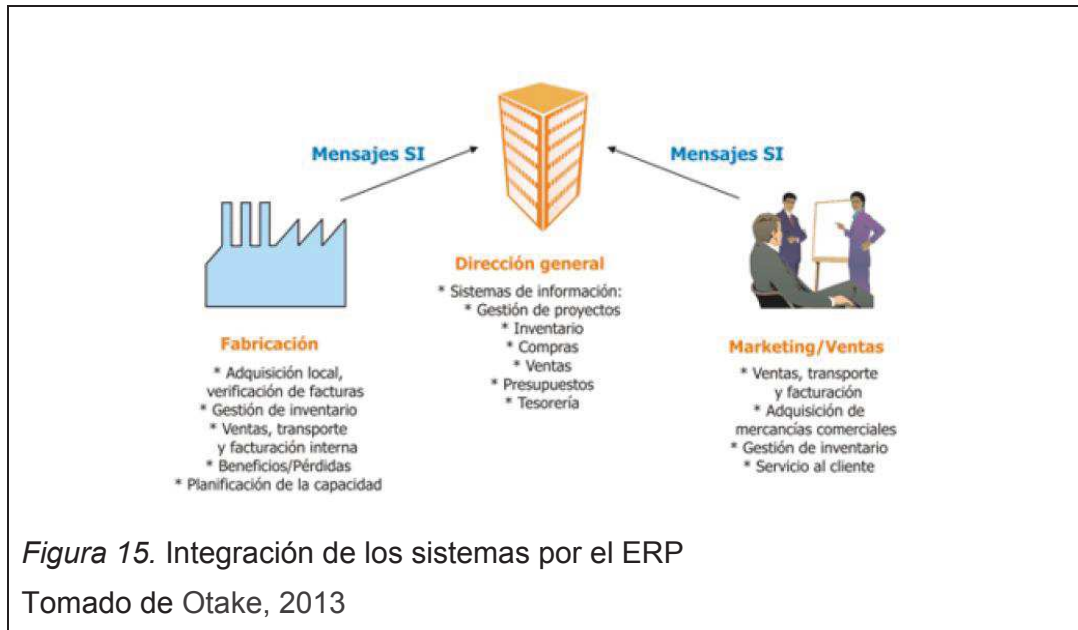 Mensajes SI
Mensajes SI
Dirección general
* Sistemas de información:
* Gestión de proyectos
* Inventario
* Compras
* Ventas
* Presupuestos
* Tesorería
Fabricación
* Adquisición local,
verificación de facturas
* Gestión de inventario
* Ventas, transporte
y facturación interna
* Beneficios/Pérdidas
* Planificación de la capacidad
Marketing/Ventas
* Ventas, transporte
y facturación
* Adquisición de
mercancías comerciales
* Gestión de inventario
* Servicio al cliente
Figura 15. Integración de los sistemas por el ERP
Tomado de Otake, 2013